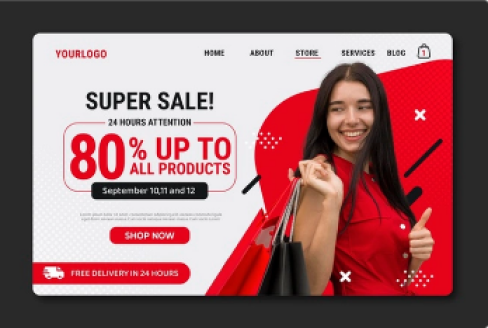 YOURLOGO
HOME ABOUT STORE SERVICES BLOG 1
SUPER SALE!
24 HOURS ATTENTION
80% UP TO
ALL PRODUCTS
September 10,11 and 12
SHOP NOW
FREE DELIVERY IN 24 HOURS